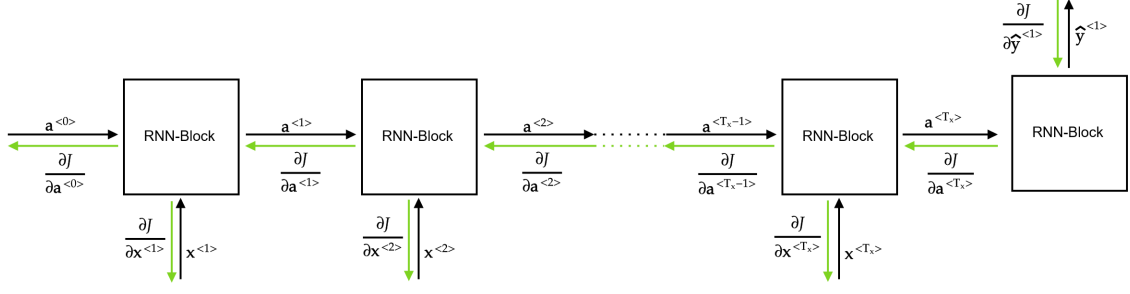 ∂J
∂ŷ<1>
ŷ<1>
a<0>
RNN-Block
a<1>
RNN-Block
a<2>
a<Tx−1>
RNN-Block
a<Tx>
RNN-Block
∂J
∂a<0>
∂J
∂a<1>
∂J
∂a<2>
∂J
∂a<Tx−1>
∂J
∂a<Tx>
∂J
∂x<1>
x<1>
∂J
∂x<2>
x<2>
∂J
∂x<Tx>
x<Tx>